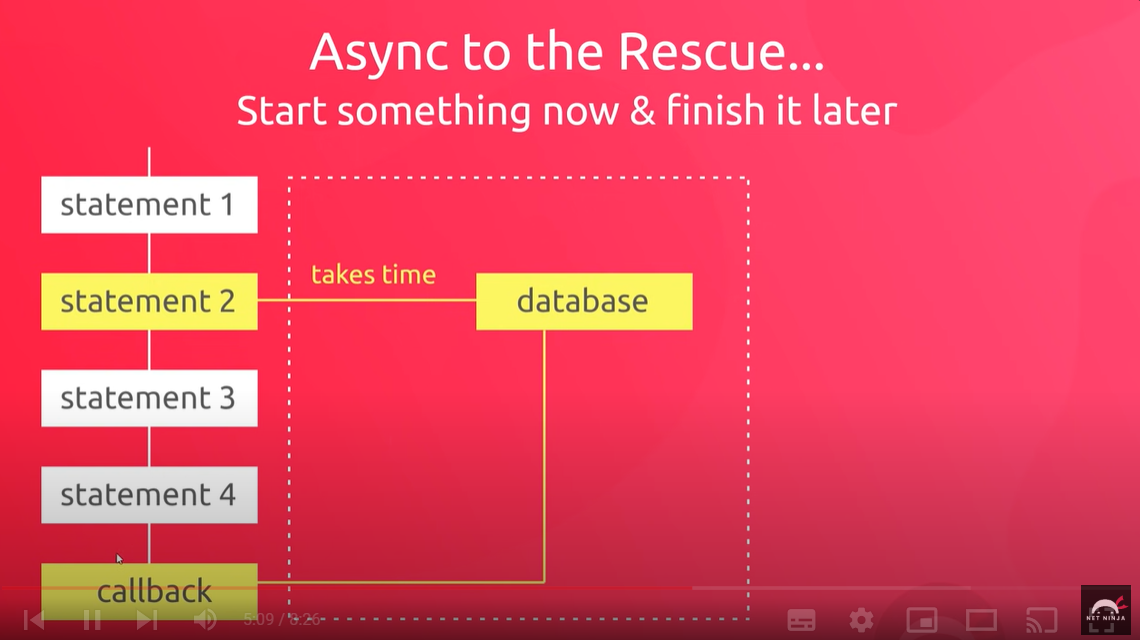 Async to the Rescue...
Start something now & finish it later
statement 1
takes time
statement 2
database
statement 3
statement 4
callback
5:09 / 8:26
NET NINJA